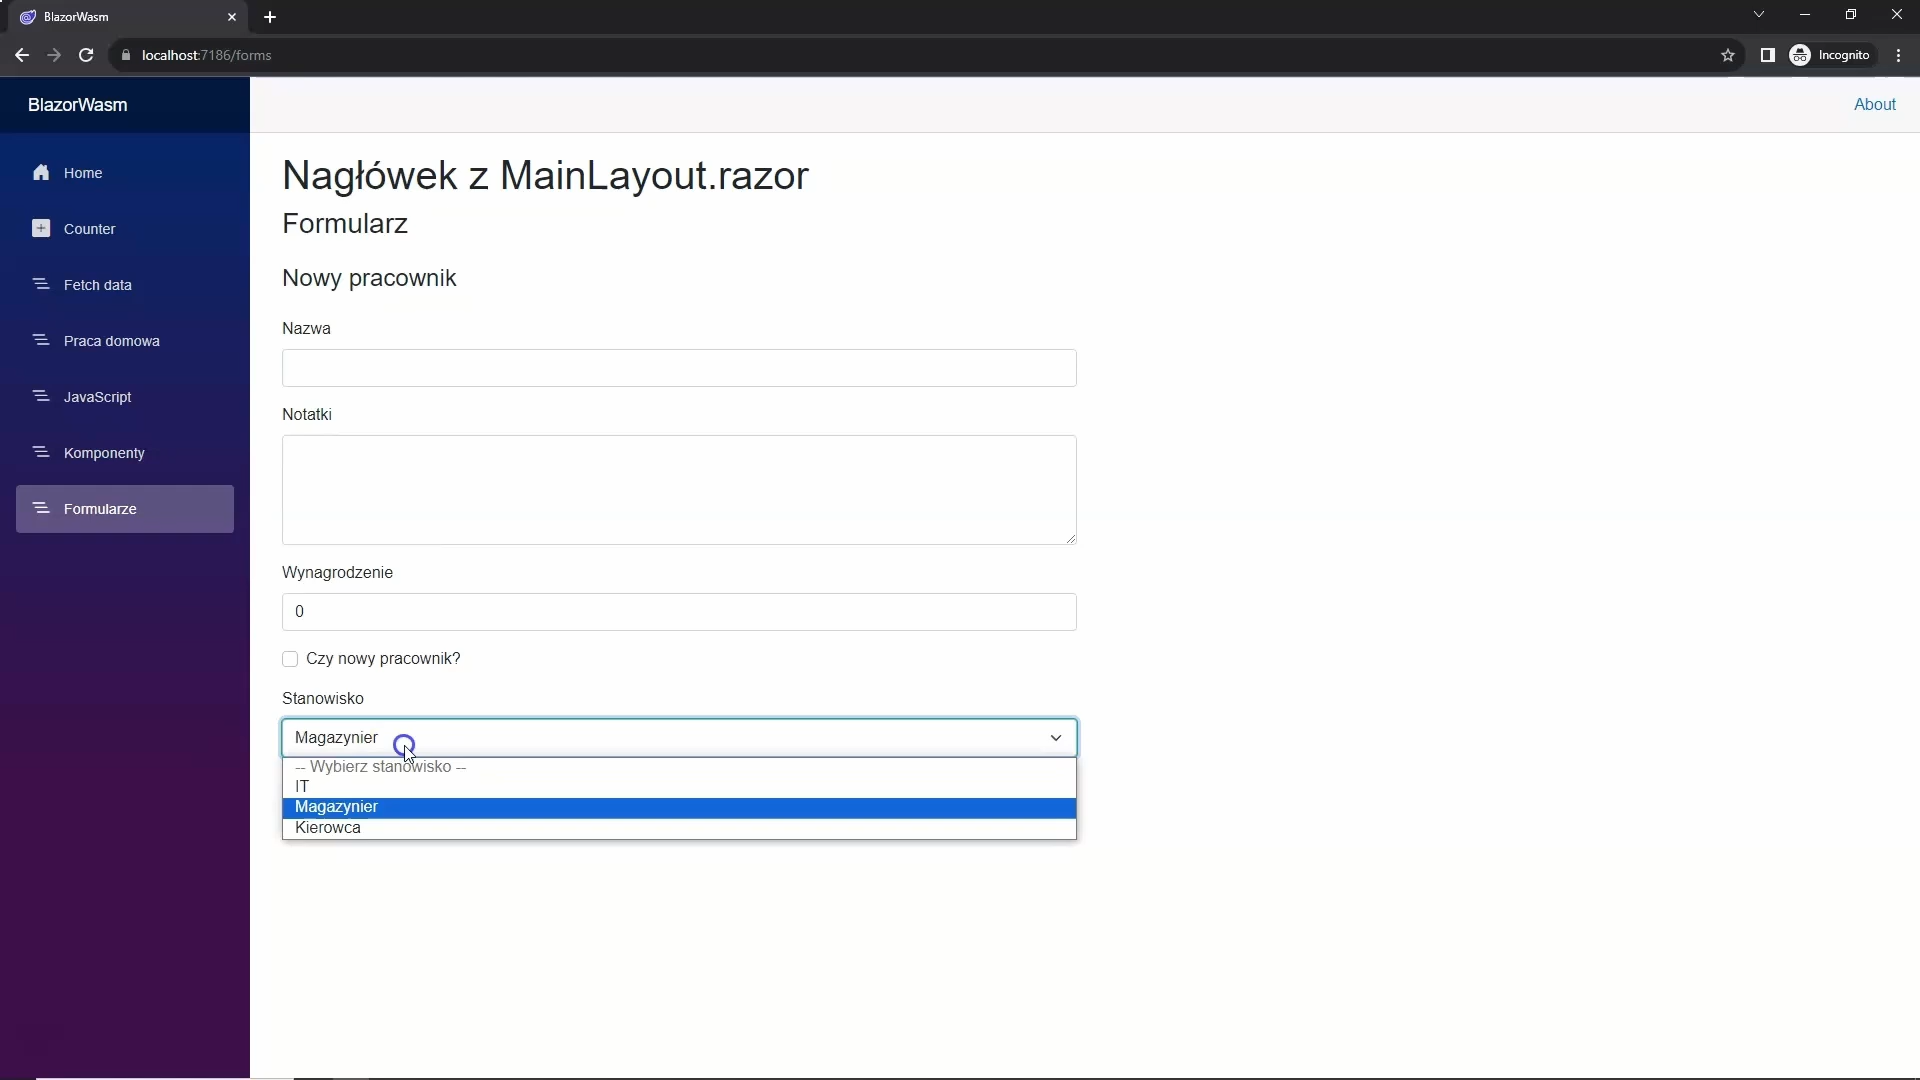 BlazorWasm
localhost:7186/forms
Incognito
BlazorWasm
About
Home
Counter
Fetch data
Praca domowa
JavaScript
Komponenty
Formularze
Nagłówek z MainLayout.razor
Formularz
Nowy pracownik
Nazwa
Notatki
Wynagrodzenie
0
Czy nowy pracownik?
Stanowisko
Magazynier
-- Wybierz stanowisko --
IT
Magazynier
Kierowca